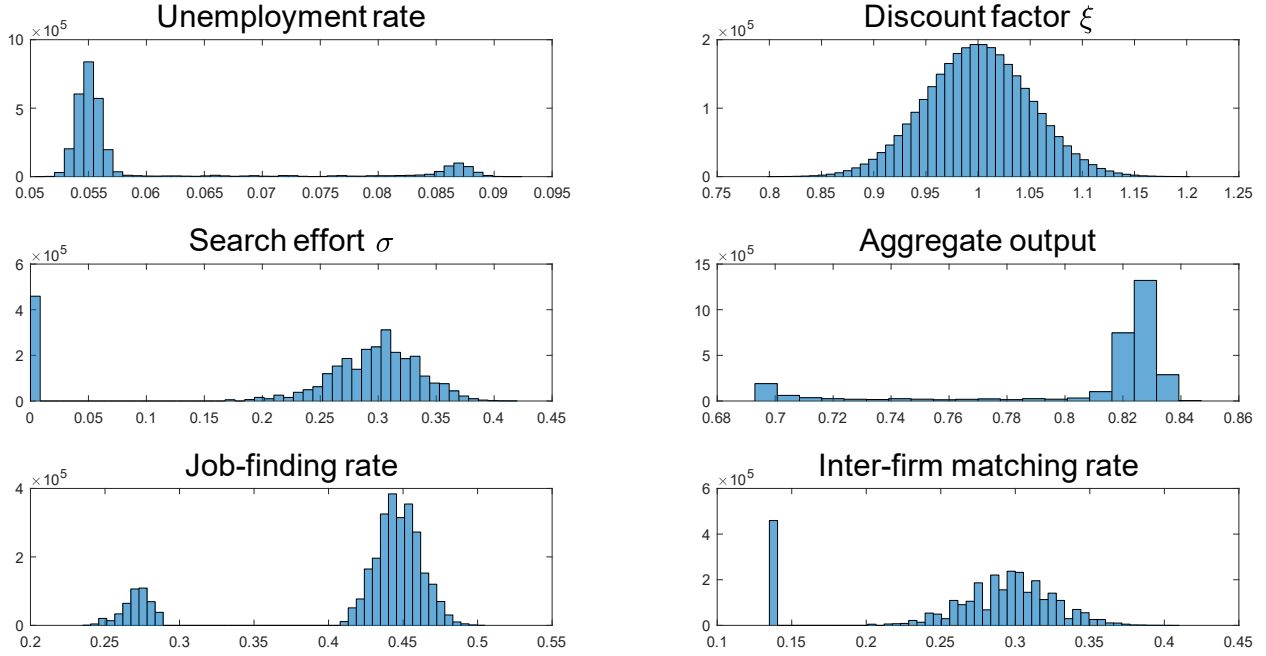 Unemployment rate
×10⁵
10
5
0
0.05 0.055 0.06 0.065 0.07 0.075 0.08 0.085 0.09 0.095
Discount factor ξ
×10⁵
2
1
0
0.75 0.8 0.85 0.9 0.95 1 1.05 1.1 1.15 1.2 1.25
Search effort σ
×10⁵
6
4
2
0
0 0.05 0.1 0.15 0.2 0.25 0.3 0.35 0.4 0.45
Aggregate output
×10⁵
15
10
5
0
0.68 0.7 0.72 0.74 0.76 0.78 0.8 0.82 0.84 0.86
Job-finding rate
×10⁵
4
2
0
0.2 0.25 0.3 0.35 0.4 0.45 0.5 0.55
Inter-firm matching rate
×10⁵
6
4
2
0
0.1 0.15 0.2 0.25 0.3 0.35 0.4 0.45